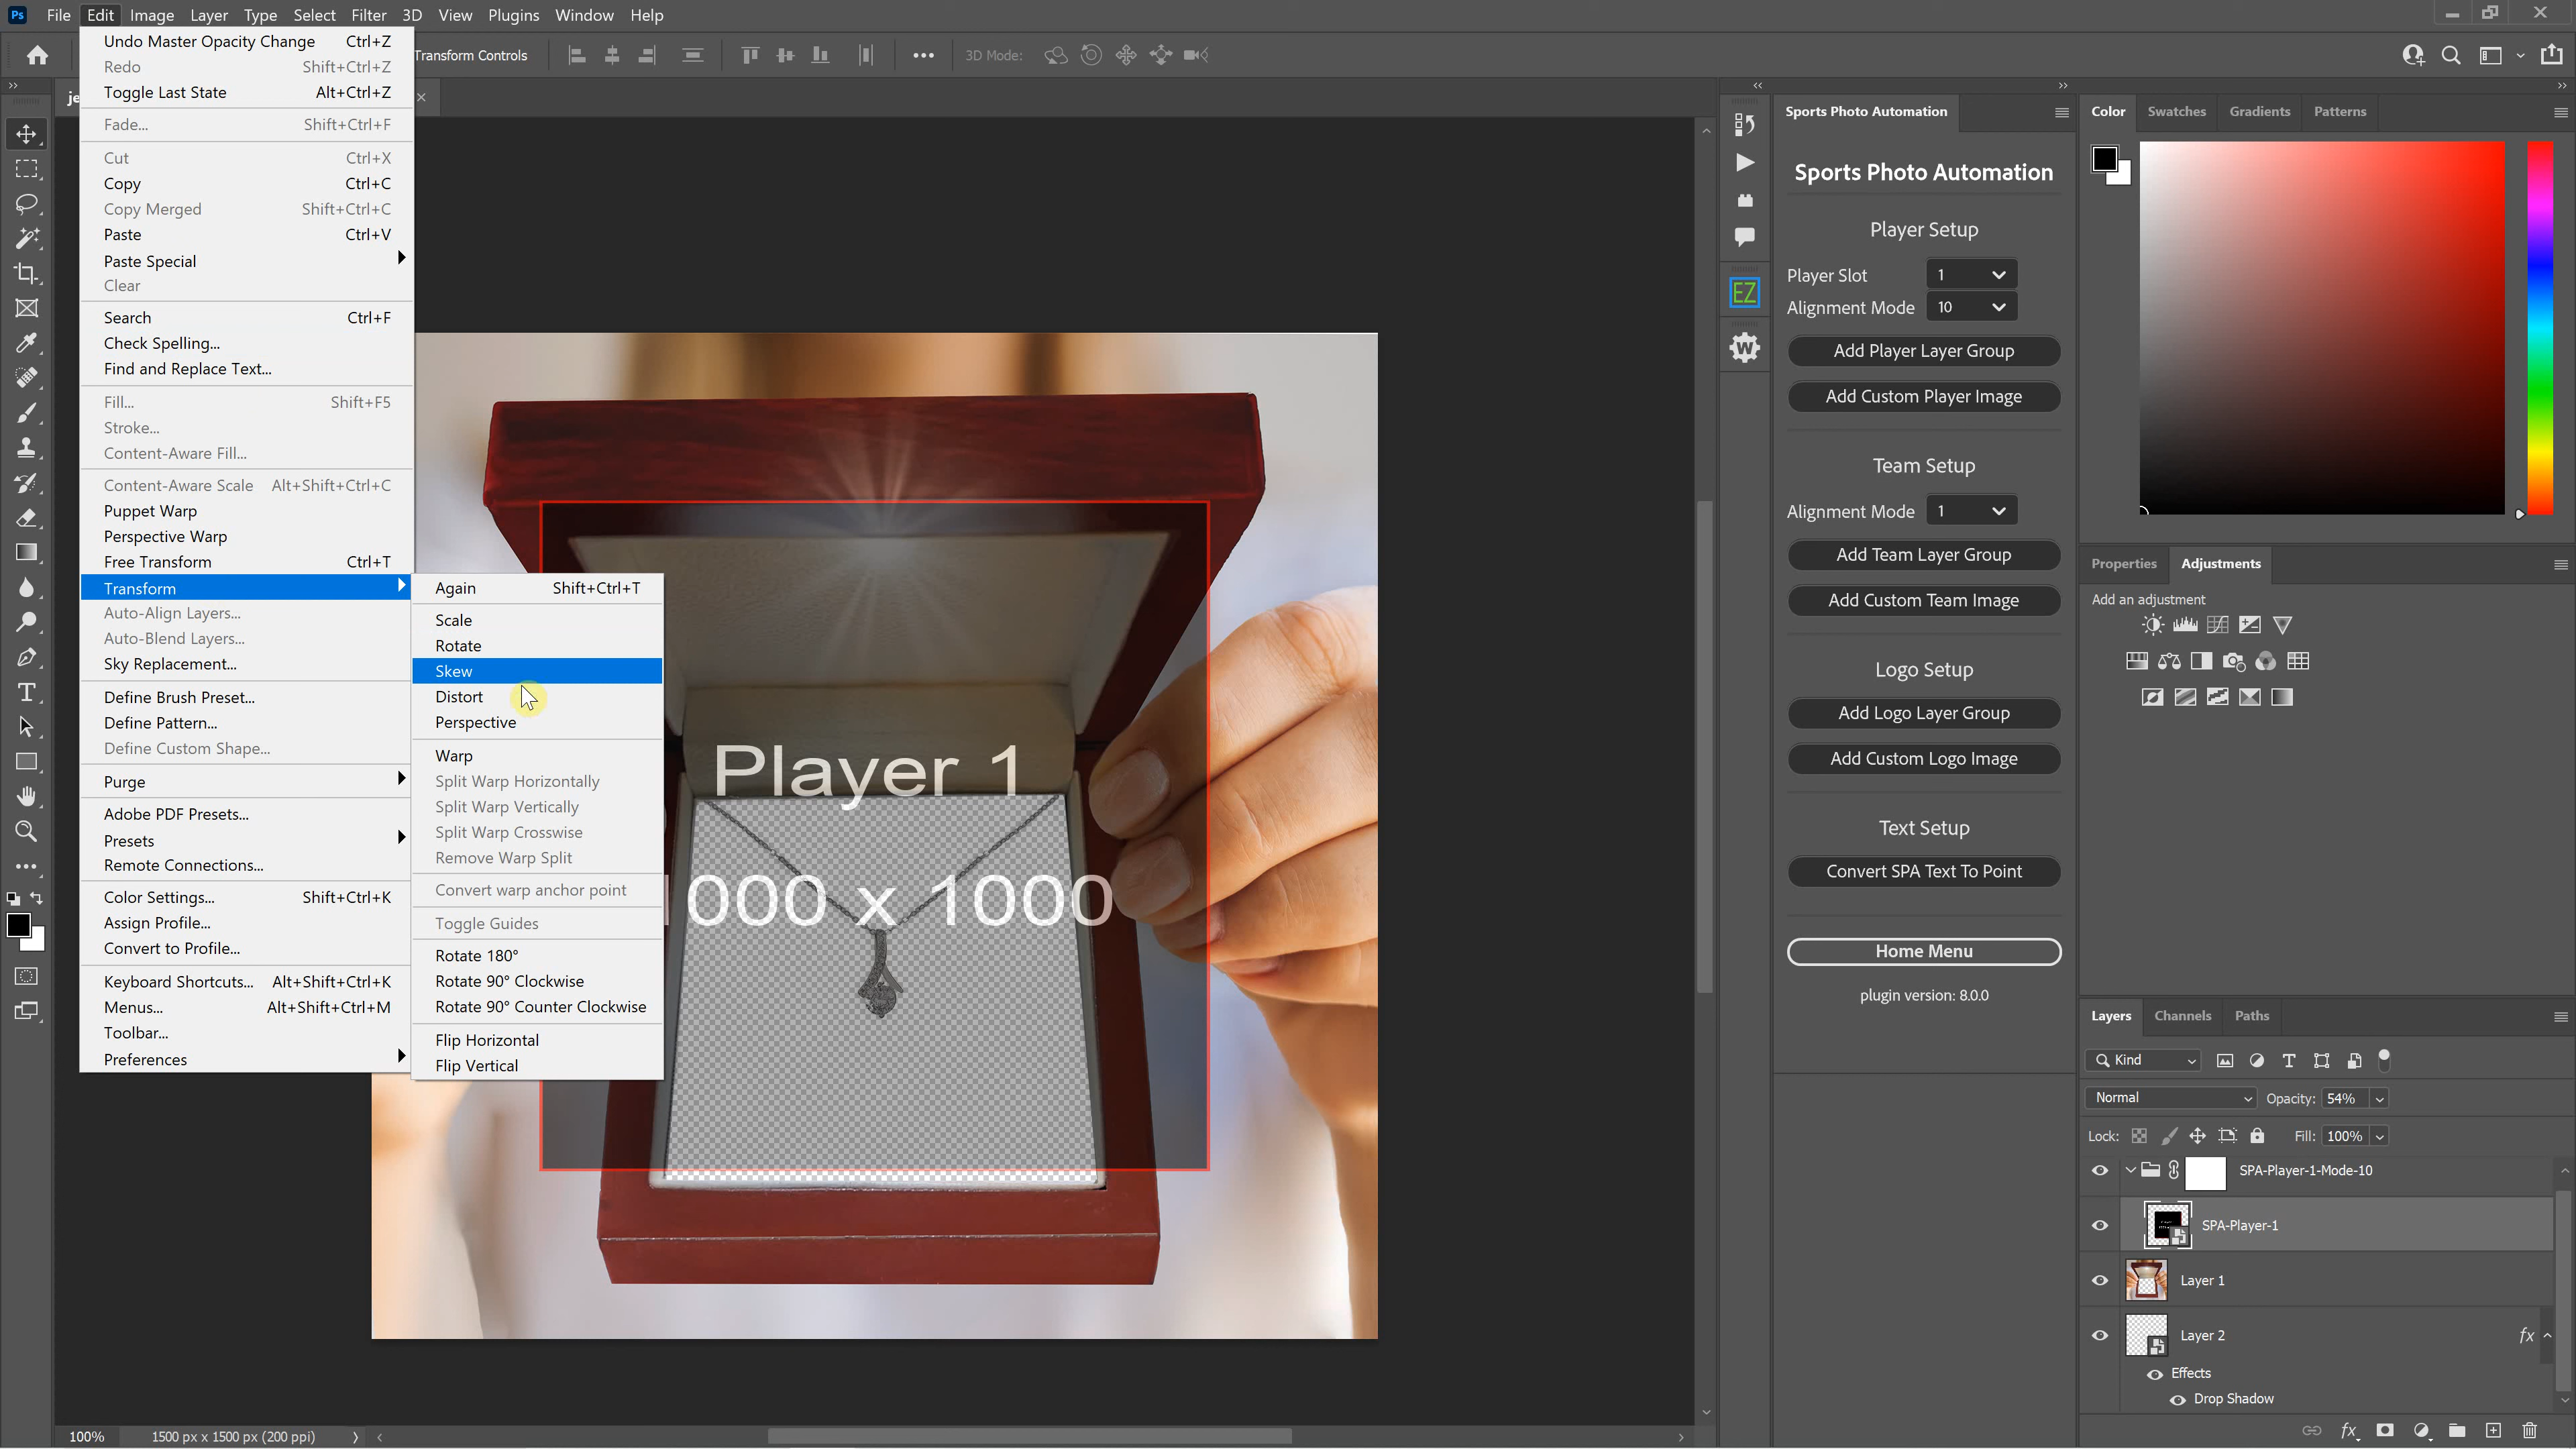 Ps File Edit Image Layer Type Select Filter 3D View Plugins Window Help
Transform Controls 3D Mode:
je
Undo Master Opacity Change Ctrl+Z
Redo Shift+Ctrl+Z
Toggle Last State Alt+Ctrl+Z
Fade... Shift+Ctrl+F
Cut Ctrl+X
Copy Ctrl+C
Copy Merged Shift+Ctrl+C
Paste Ctrl+V
Paste Special
Clear
Search Ctrl+F
Check Spelling...
Find and Replace Text...
Fill... Shift+F5
Stroke...
Content-Aware Fill...
Content-Aware Scale Alt+Shift+Ctrl+C
Puppet Warp
Perspective Warp
Free Transform Ctrl+T
Transform
Auto-Align Layers...
Auto-Blend Layers...
Sky Replacement...
Define Brush Preset...
Define Pattern...
Define Custom Shape...
Purge
Adobe PDF Presets...
Presets
Remote Connections...
Color Settings... Shift+Ctrl+K
Assign Profile...
Convert to Profile...
Keyboard Shortcuts... Alt+Shift+Ctrl+K
Menus... Alt+Shift+Ctrl+M
Toolbar...
Preferences
Again Shift+Ctrl+T
Scale
Rotate
Skew
Distort
Perspective
Warp
Split Warp Horizontally
Split Warp Vertically
Split Warp Crosswise
Remove Warp Split
Convert warp anchor point
Toggle Guides
Rotate 180°
Rotate 90° Clockwise
Rotate 90° Counter Clockwise
Flip Horizontal
Flip Vertical
Player 1
000 x 1000
100% 1500 px x 1500 px (200 ppi)
EZ
W
Sports Photo Automation
Sports Photo Automation
Player Setup
Player Slot 1
Alignment Mode 10
Add Player Layer Group
Add Custom Player Image
Team Setup
Alignment Mode 1
Add Team Layer Group
Add Custom Team Image
Logo Setup
Add Logo Layer Group
Add Custom Logo Image
Text Setup
Convert SPA Text To Point
Home Menu
plugin version: 8.0.0
Color Swatches Gradients Patterns
Properties Adjustments
Add an adjustment
Layers Channels Paths
Kind
Normal Opacity: 54%
Lock: Fill: 100%
SPA-Player-1-Mode-10
SPA-Player-1
Layer 1
Layer 2 fx
Effects
Drop Shadow
fx